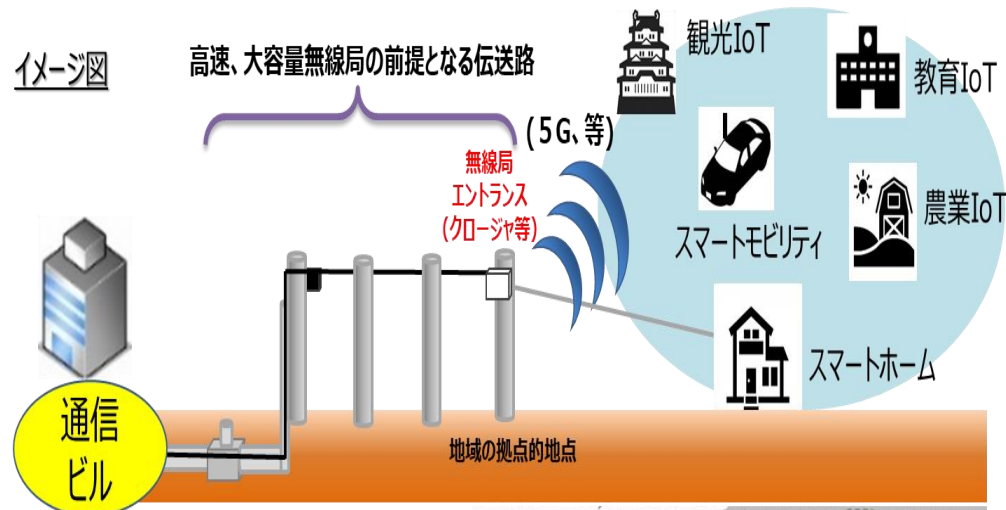 イメージ図
高速、大容量無線局の前提となる伝送路
(５G、等)
無線局
エントランス
(クロージャ等)
観光IoT
教育IoT
スマートモビリティ
農業IoT
スマートホーム
通信
ビル
地域の拠点的地点